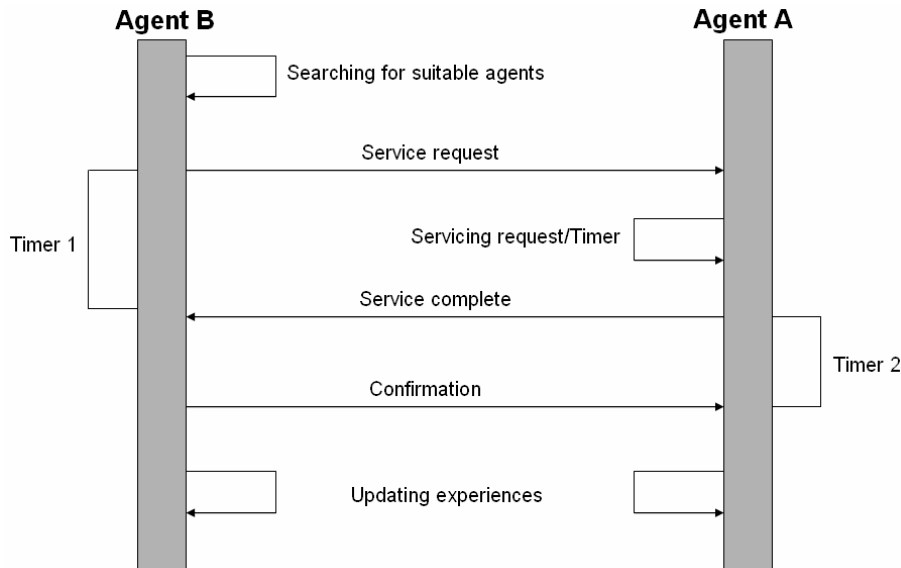 Agent B
Agent A
Searching for suitable agents
Service request
Timer 1
Servicing request/Timer
Service complete
Timer 2
Confirmation
Updating experiences